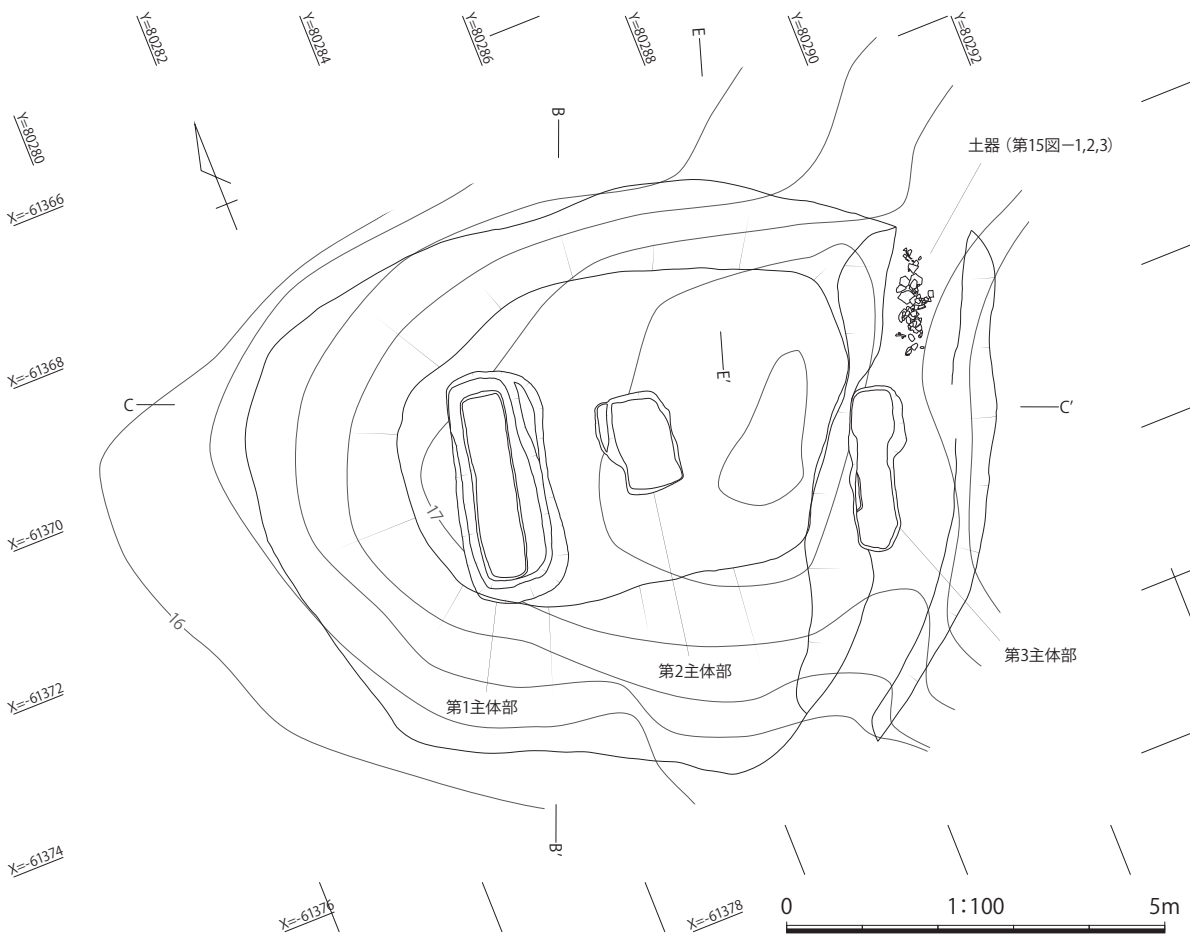 Y=80282
Y=80284
Y=80286
Y=80288
Y=80290
Y=80292
E
B
Y=80280
土器（第15図－1,2,3）
X=-61366
X=-61368
E'
C
C'
17
X=-61370
16
第3主体部
第2主体部
X=-61372
第1主体部
B'
X=-61374
X=-61376
X=-61378
0 1:100 5m